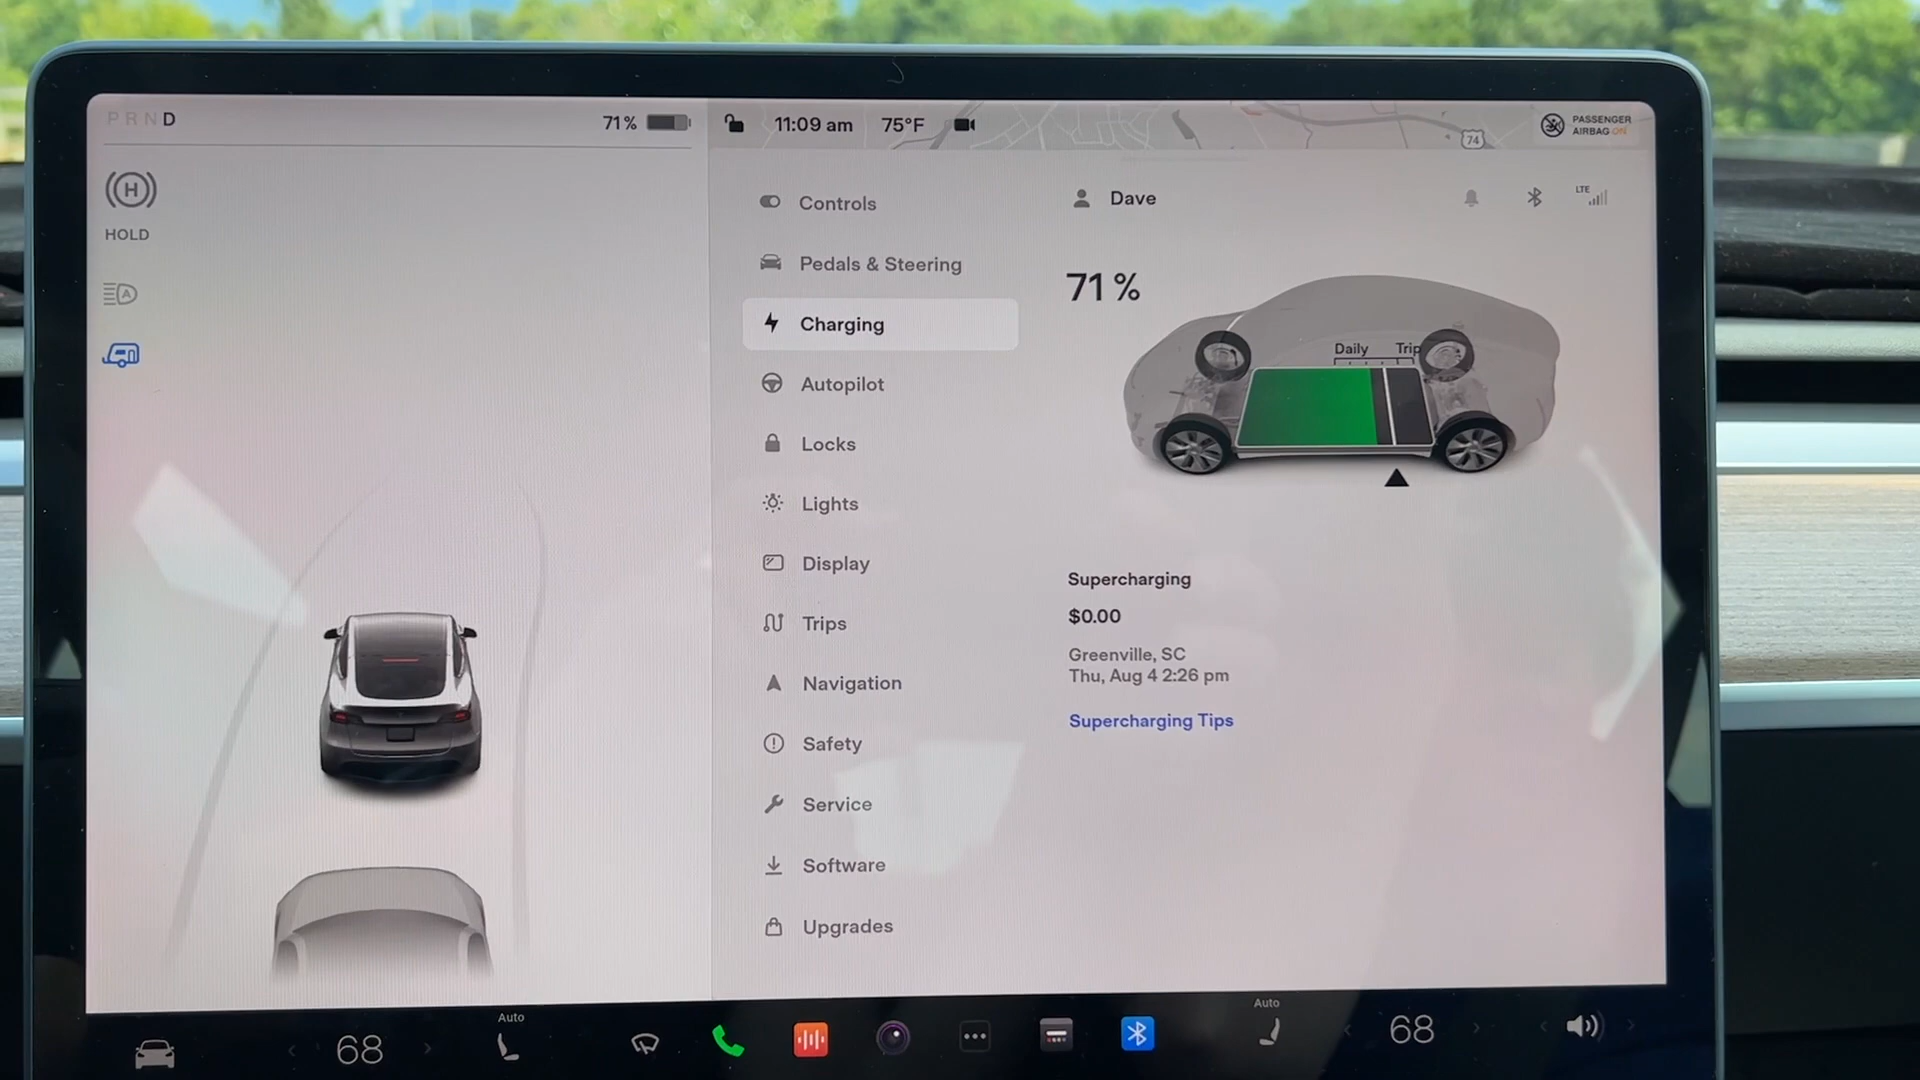 PRND
71%
11:09 am
75°F
74
PASSENGER
AIRBAG ON
H
HOLD
A
Controls
Pedals & Steering
Charging
Autopilot
Locks
Lights
Display
Trips
Navigation
Safety
Service
Software
Upgrades
Dave
LTE
71 %
Daily Trip
Supercharging
$0.00
Greenville, SC
Thu, Aug 4 2:26 pm
Supercharging Tips
68
Auto
Auto
68